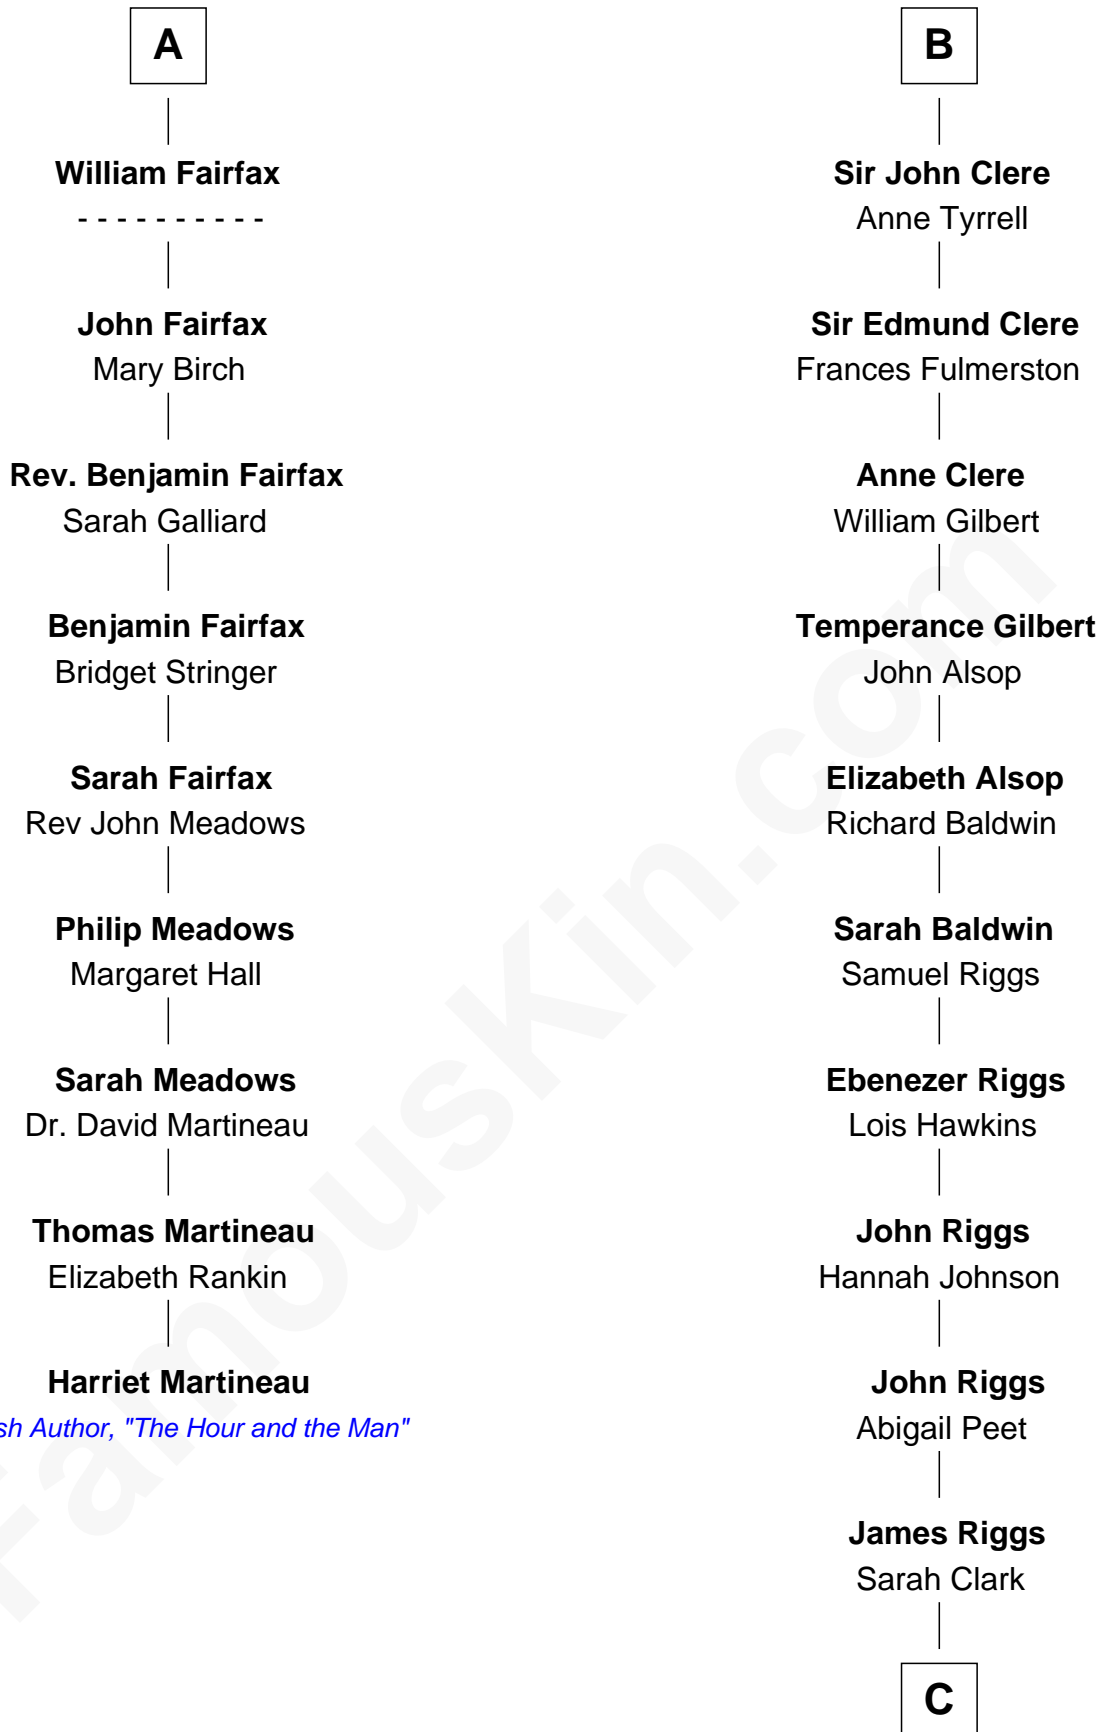 A
William Fairfax
- - - - - - - - - -
John Fairfax
Mary Birch
Rev. Benjamin Fairfax
Sarah Galliard
Benjamin Fairfax
Bridget Stringer
Sarah Fairfax
Rev John Meadows
Philip Meadows
Margaret Hall
Sarah Meadows
Dr. David Martineau
Thomas Martineau
Elizabeth Rankin
Harriet Martineau
sh Author, "The Hour and the Man"
B
Sir John Clere
Anne Tyrrell
Sir Edmund Clere
Frances Fulmerston
Anne Clere
William Gilbert
Temperance Gilbert
John Alsop
Elizabeth Alsop
Richard Baldwin
Sarah Baldwin
Samuel Riggs
Ebenezer Riggs
Lois Hawkins
John Riggs
Hannah Johnson
John Riggs
Abigail Peet
James Riggs
Sarah Clark
C
FamousKin.com